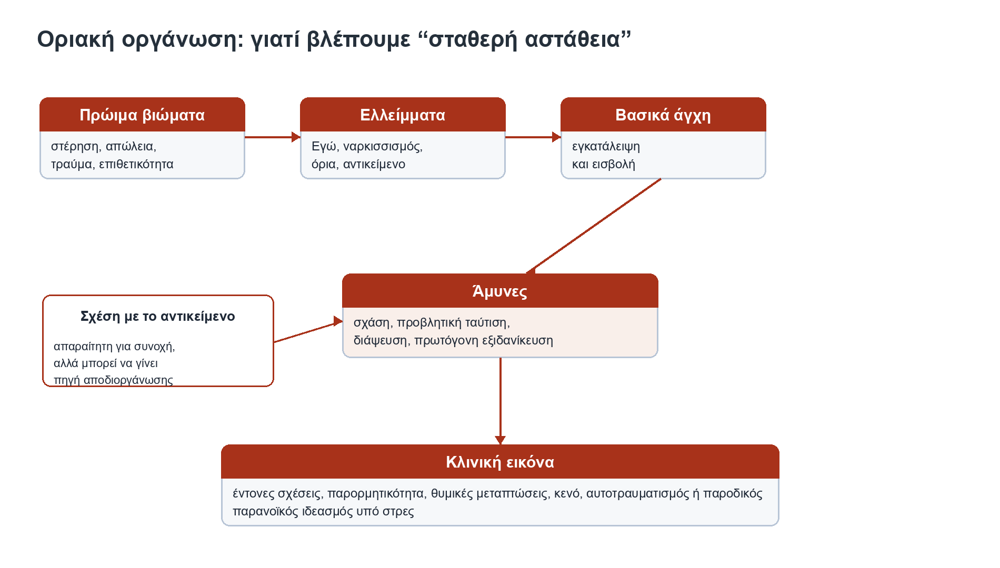 Οριακή οργάνωση: γιατί βλέπουμε “σταθερή αστάθεια”
Πρώιμα βιώματα
στέρηση, απώλεια,
τραύμα, επιθετικότητα
Ελλείμματα
Εγώ, ναρκισσισμός,
όρια, αντικείμενο
Βασικά άγχη
εγκατάλειψη
και εισβολή
Άμυνες
σχάση, προβλητική ταύτιση,
διάψευση, πρωτόγονη εξιδανίκευση
Σχέση με το αντικείμενο
απαραίτητη για συνοχή,
αλλά μπορεί να γίνει
πηγή αποδιοργάνωσης
Κλινική εικόνα
έντονες σχέσεις, παρορμητικότητα, θυμικές μεταπτώσεις, κενό, αυτοτραυματισμός ή παροδικός
παρανοϊκός ιδεασμός υπό στρες